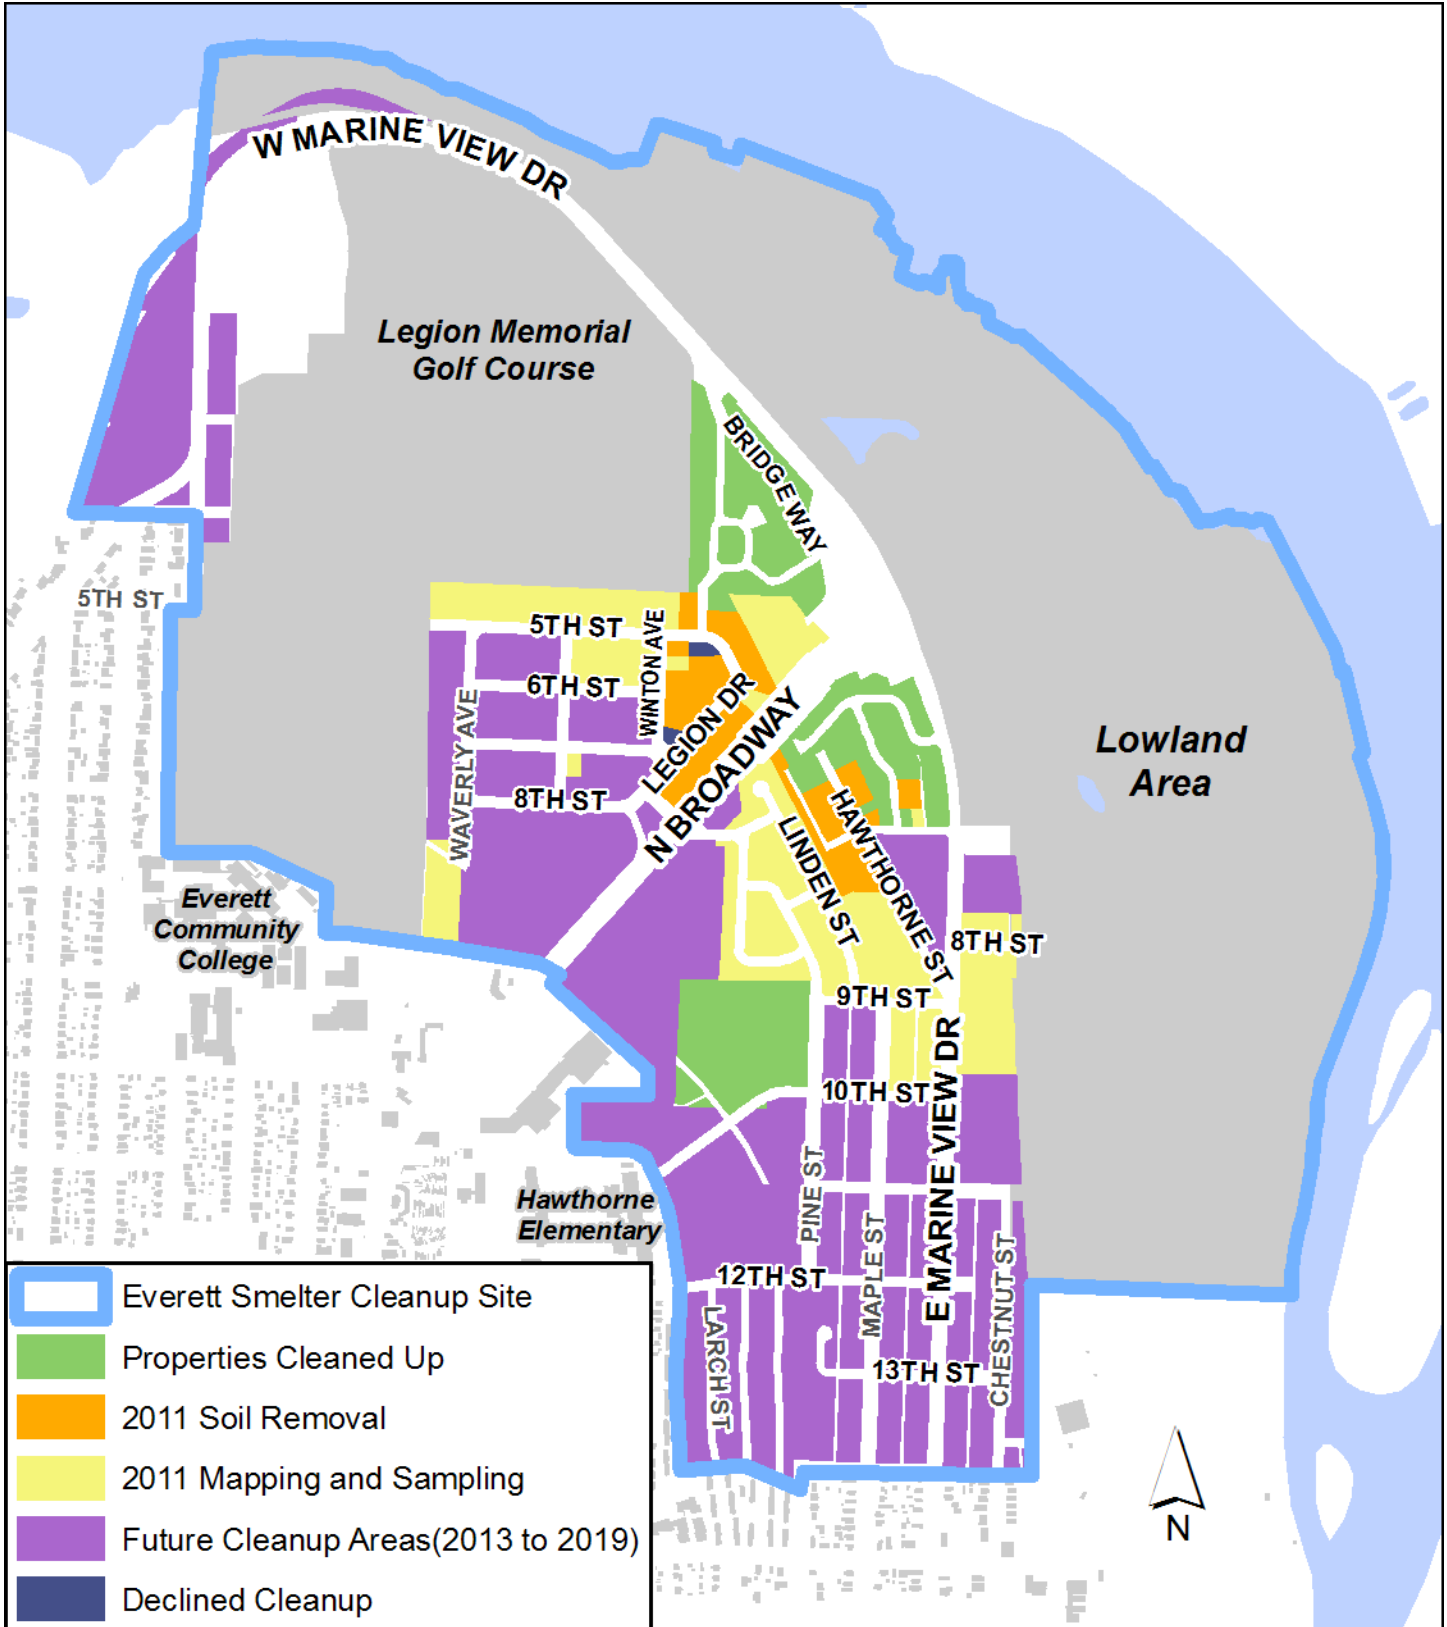 W MARINE VIEW DR
Legion Memorial
Golf Course
BRIDGE WAY
5TH ST
5TH ST
WINTON AVE
6TH ST
LEGION DR
WAVERLY AVE
N BROADWAY
8TH ST
HAWTHORNE ST
LINDEN ST
Lowland
Area
Everett
Community
College
8TH ST
9TH ST
10TH ST
E MARINE VIEW DR
PINE ST
Hawthorne
Elementary
MAPLE ST
CHESTNUT ST
12TH ST
LARCH ST
13TH ST
Everett Smelter Cleanup Site
Properties Cleaned Up
2011 Soil Removal
2011 Mapping and Sampling
Future Cleanup Areas(2013 to 2019)
Declined Cleanup
N